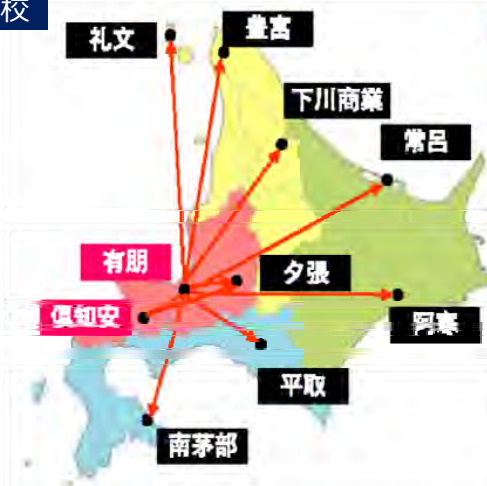 校
礼文
豊富
下川商業
常呂
有朋
夕張
倶知安
阿寒
平取
南茅部